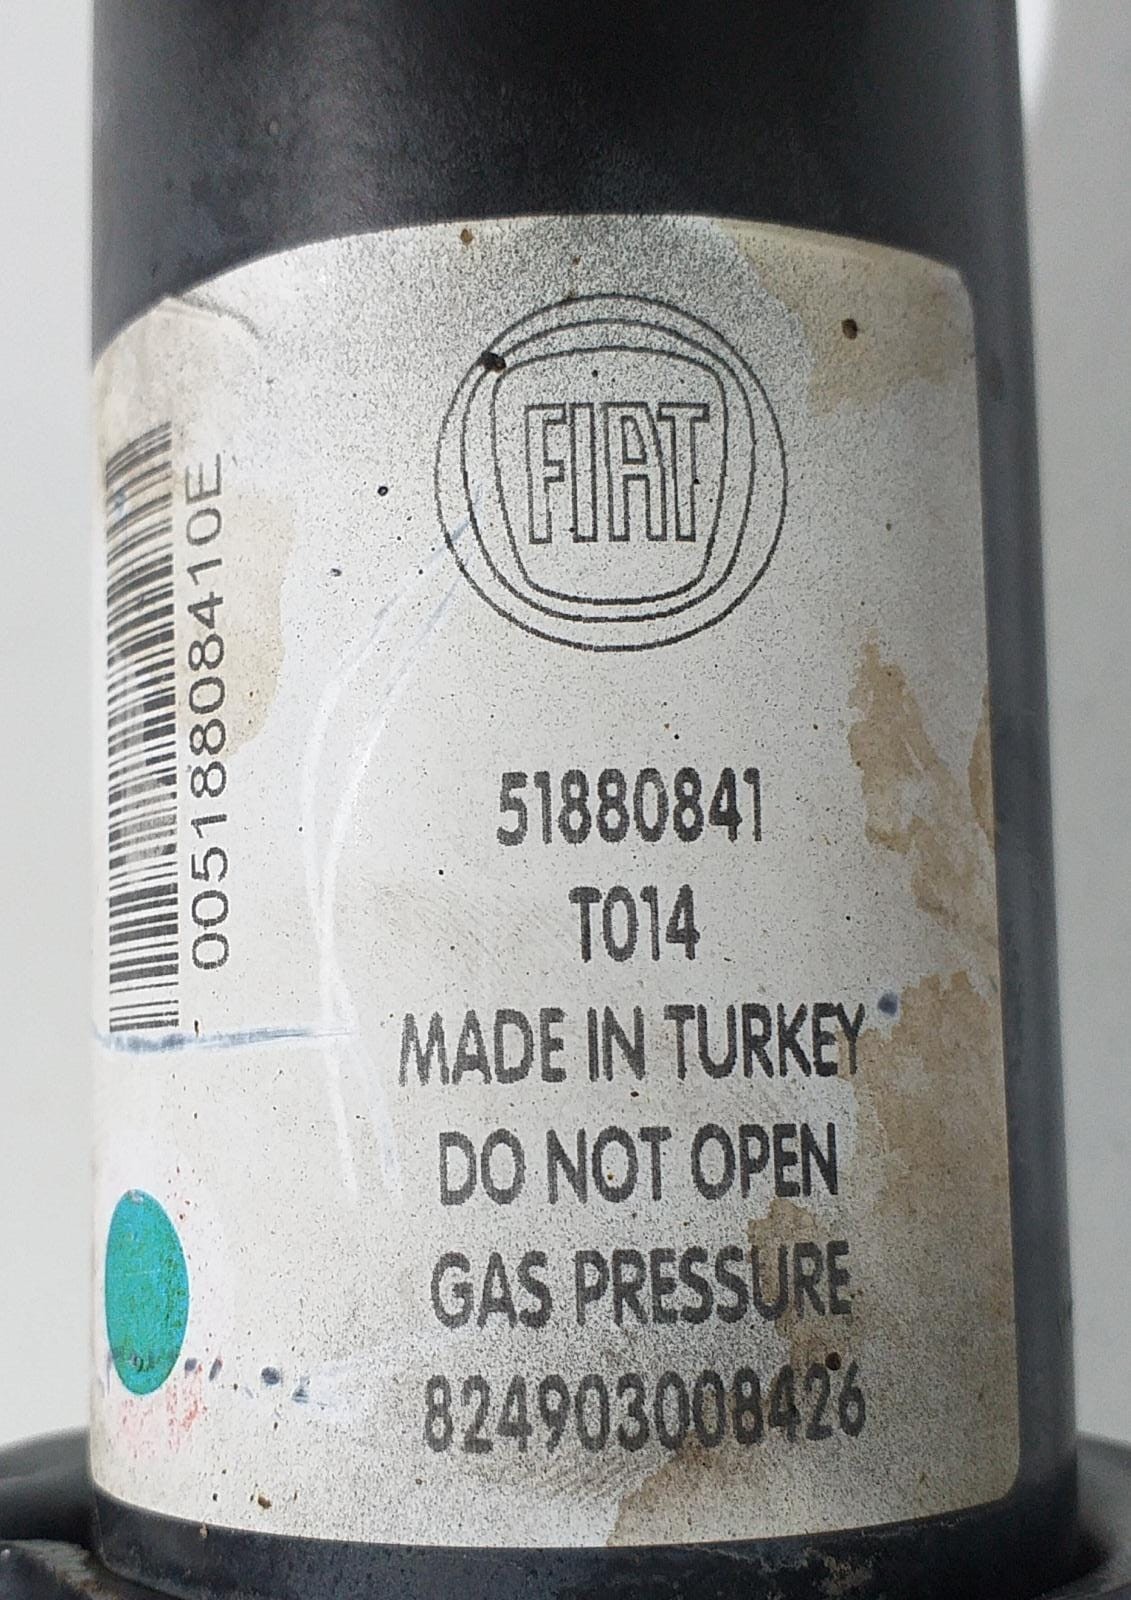 FIAT
00518808410E
51880841
T014
MADE IN TURKEY
DO NOT OPEN
GAS PRESSURE
824903008426